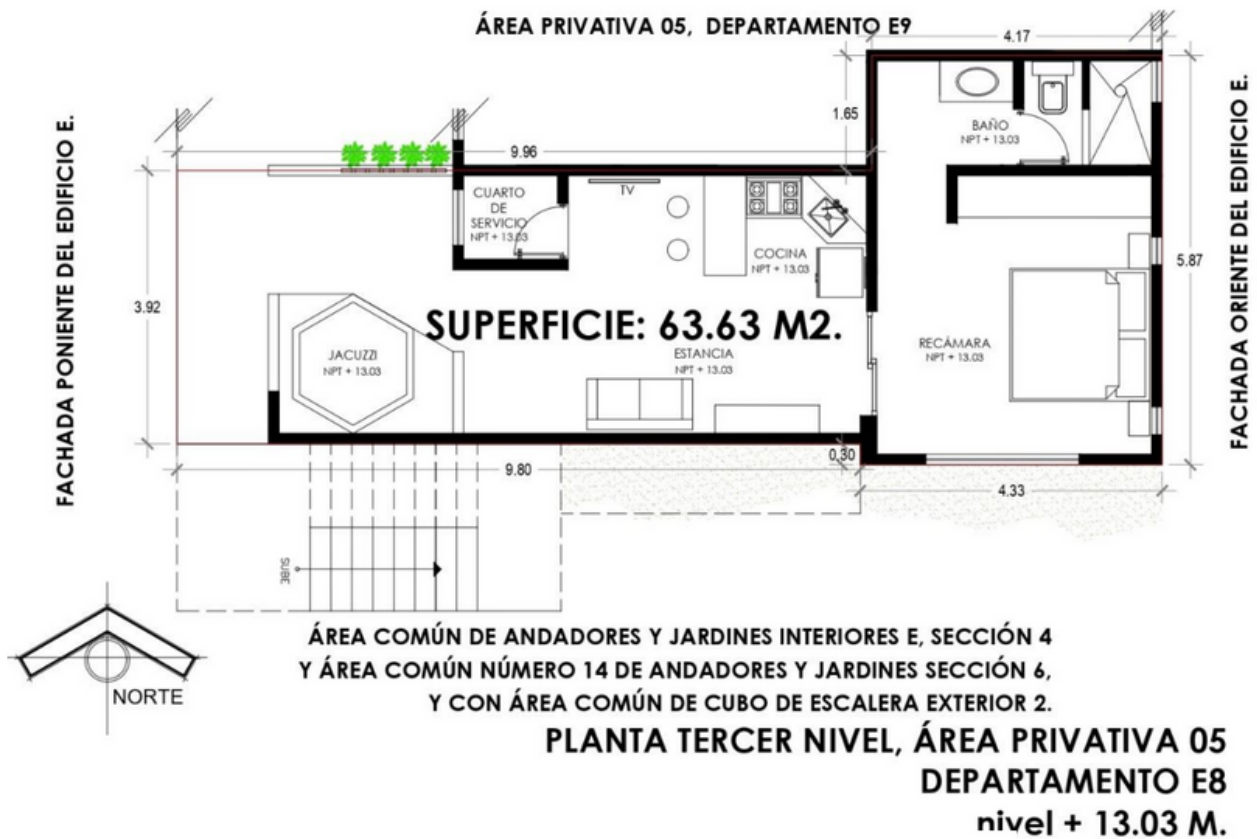 ÁREA PRIVATIVA 05, DEPARTAMENTO E9
4.17
1.65
9.96
BAÑO
NPT + 13.03
CUARTO
DE
SERVICIO
NPT + 13.03
TV
COCINA
NPT + 13.03
FACHADA PONIENTE DEL EDIFICIO E.
FACHADA ORIENTE DEL EDIFICIO E.
5.87
3.92
SUPERFICIE: 63.63 M2.
JACUZZI
NPT + 13.03
ESTANCIA
NPT + 13.03
RECÁMARA
NPT + 13.03
0.30
9.80
4.33
SUBE
NORTE
ÁREA COMÚN DE ANDADORES Y JARDINES INTERIORES E, SECCIÓN 4
Y ÁREA COMÚN NÚMERO 14 DE ANDADORES Y JARDINES SECCIÓN 6,
Y CON ÁREA COMÚN DE CUBO DE ESCALERA EXTERIOR 2.
PLANTA TERCER NIVEL, ÁREA PRIVATIVA 05
DEPARTAMENTO E8
nivel + 13.03 M.